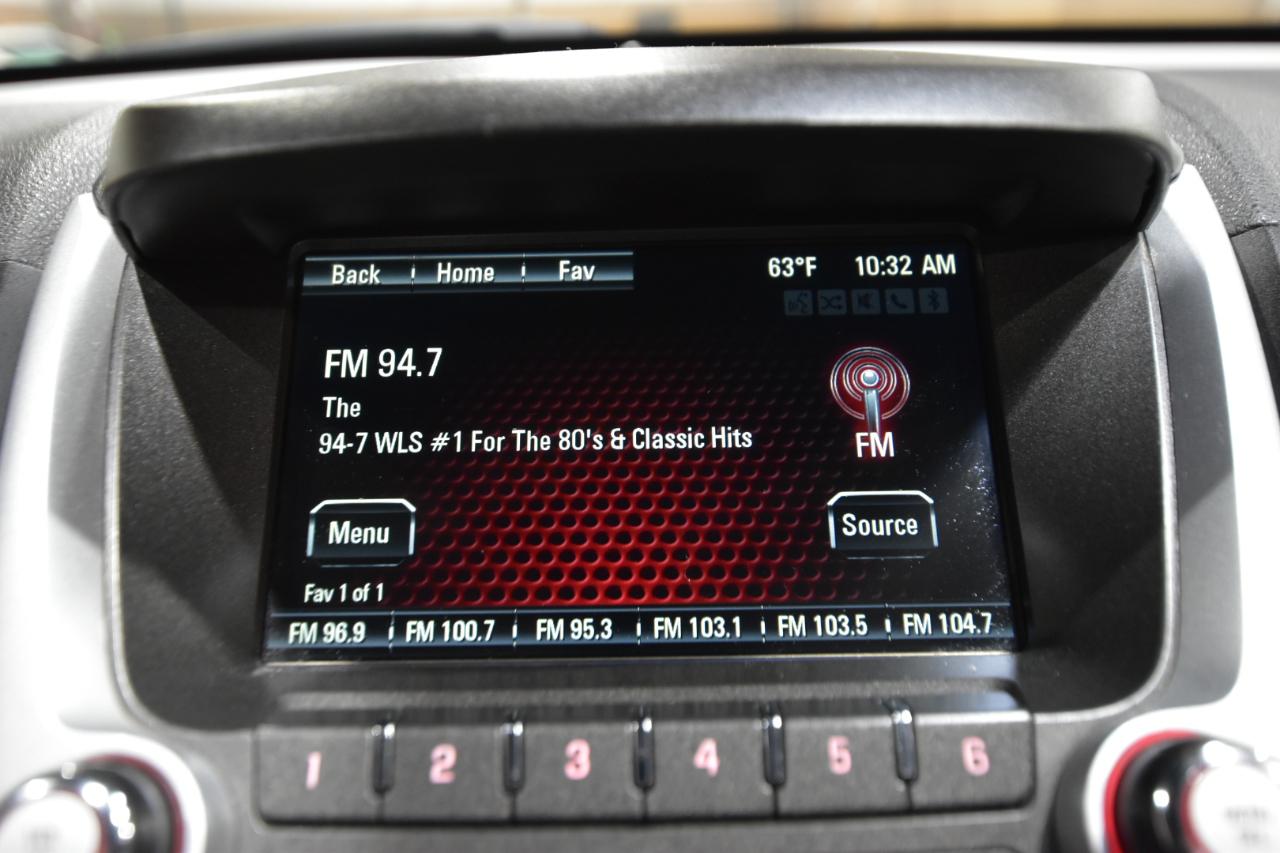 Back Home Fav 63°F 10:32 AM
FM 94.7
The
94-7 WLS #1 For The 80's & Classic Hits
FM
Menu Source
Fav 1 of 1
FM 96.9 FM 100.7 FM 95.3 FM 103.1 FM 103.5 FM 104.7
1 2 3 4 5 6